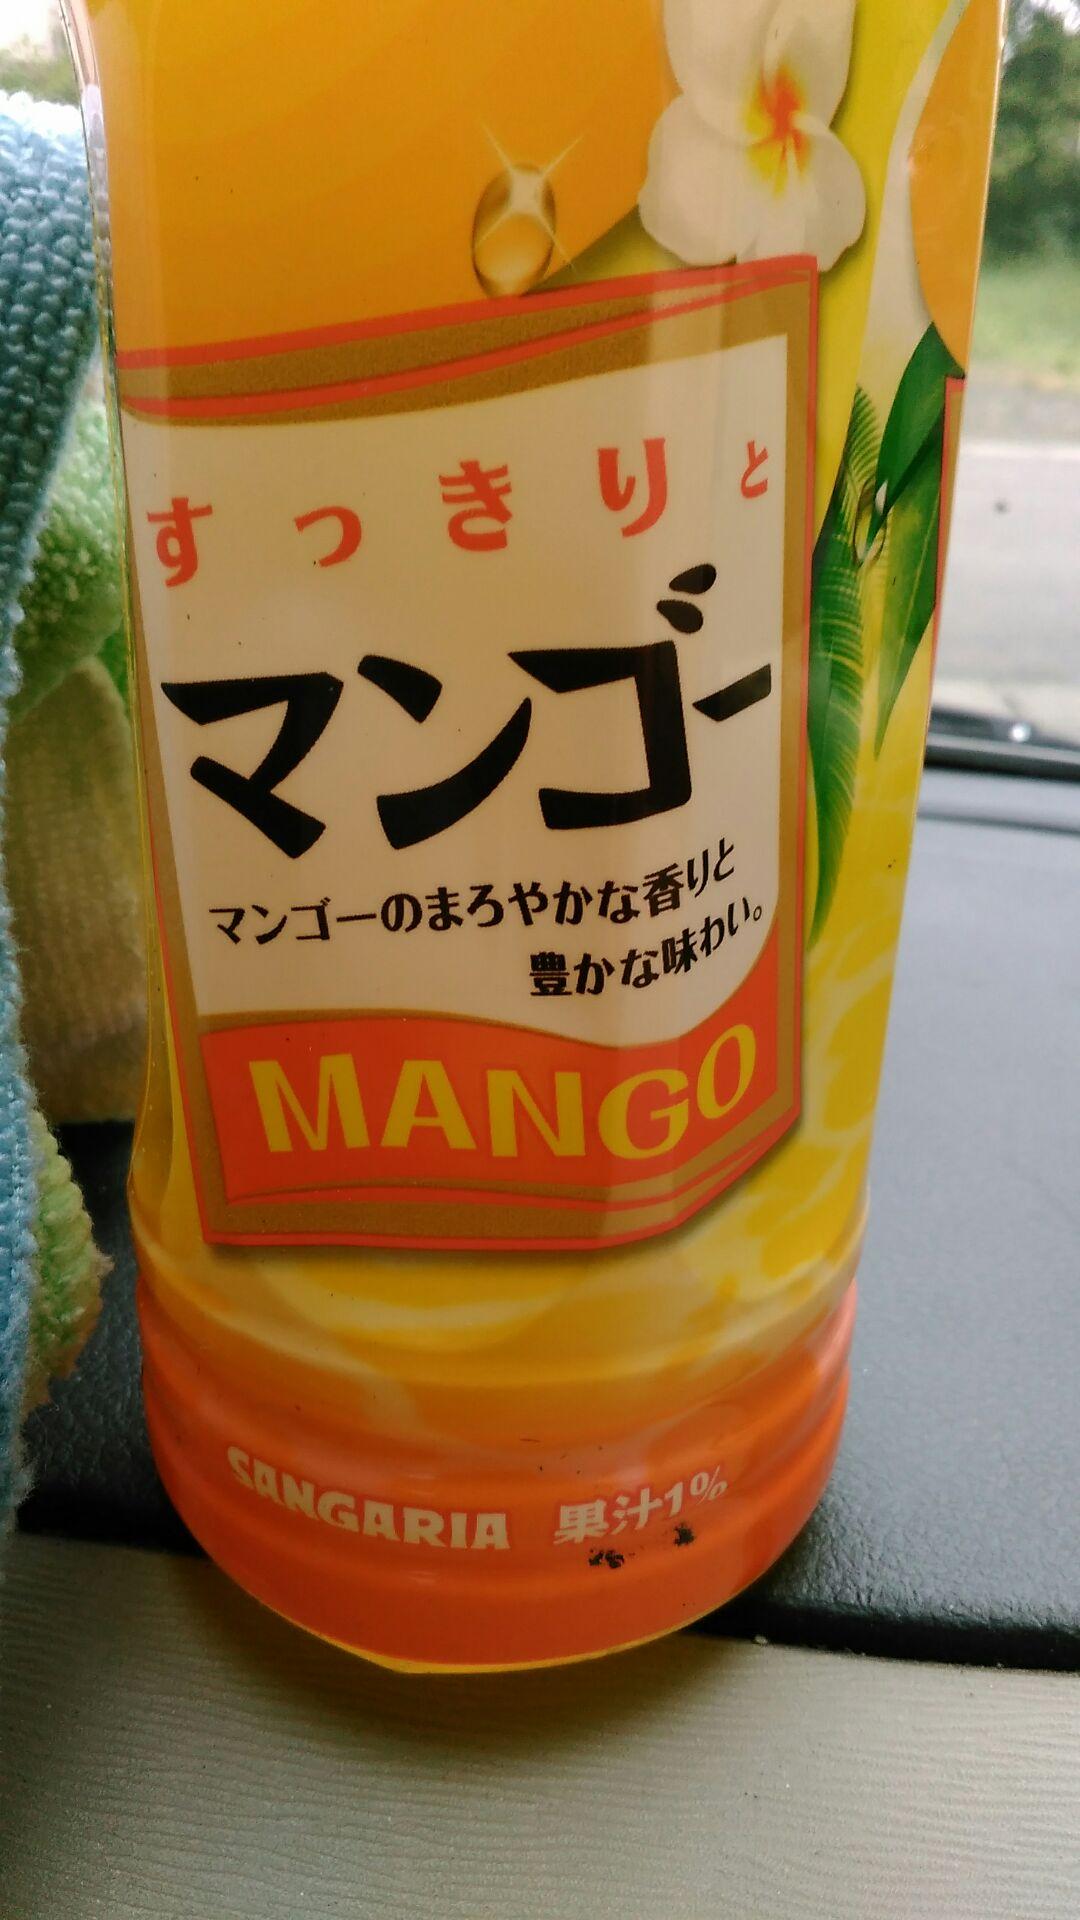 すっきりと
マンゴー
マンゴーのまろやかな香りと
豊かな味わい。
MANGO
SANGARIA 果汁1%